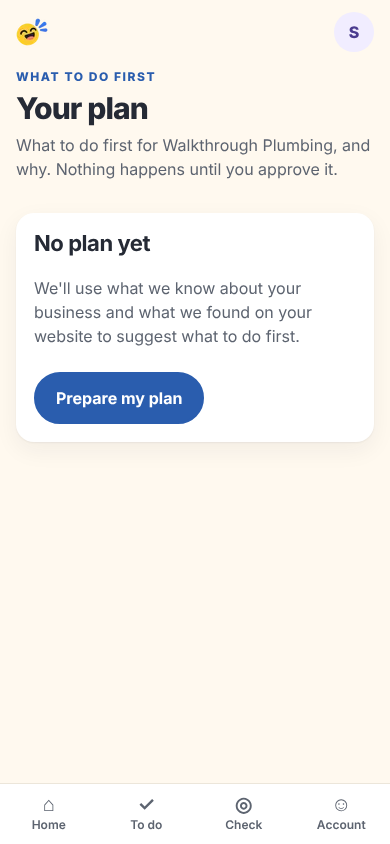 S
WHAT TO DO FIRST
Your plan
What to do first for Walkthrough Plumbing, and
why. Nothing happens until you approve it.
No plan yet
We'll use what we know about your
business and what we found on your
website to suggest what to do first.
Prepare my plan
Home
To do
Check
Account